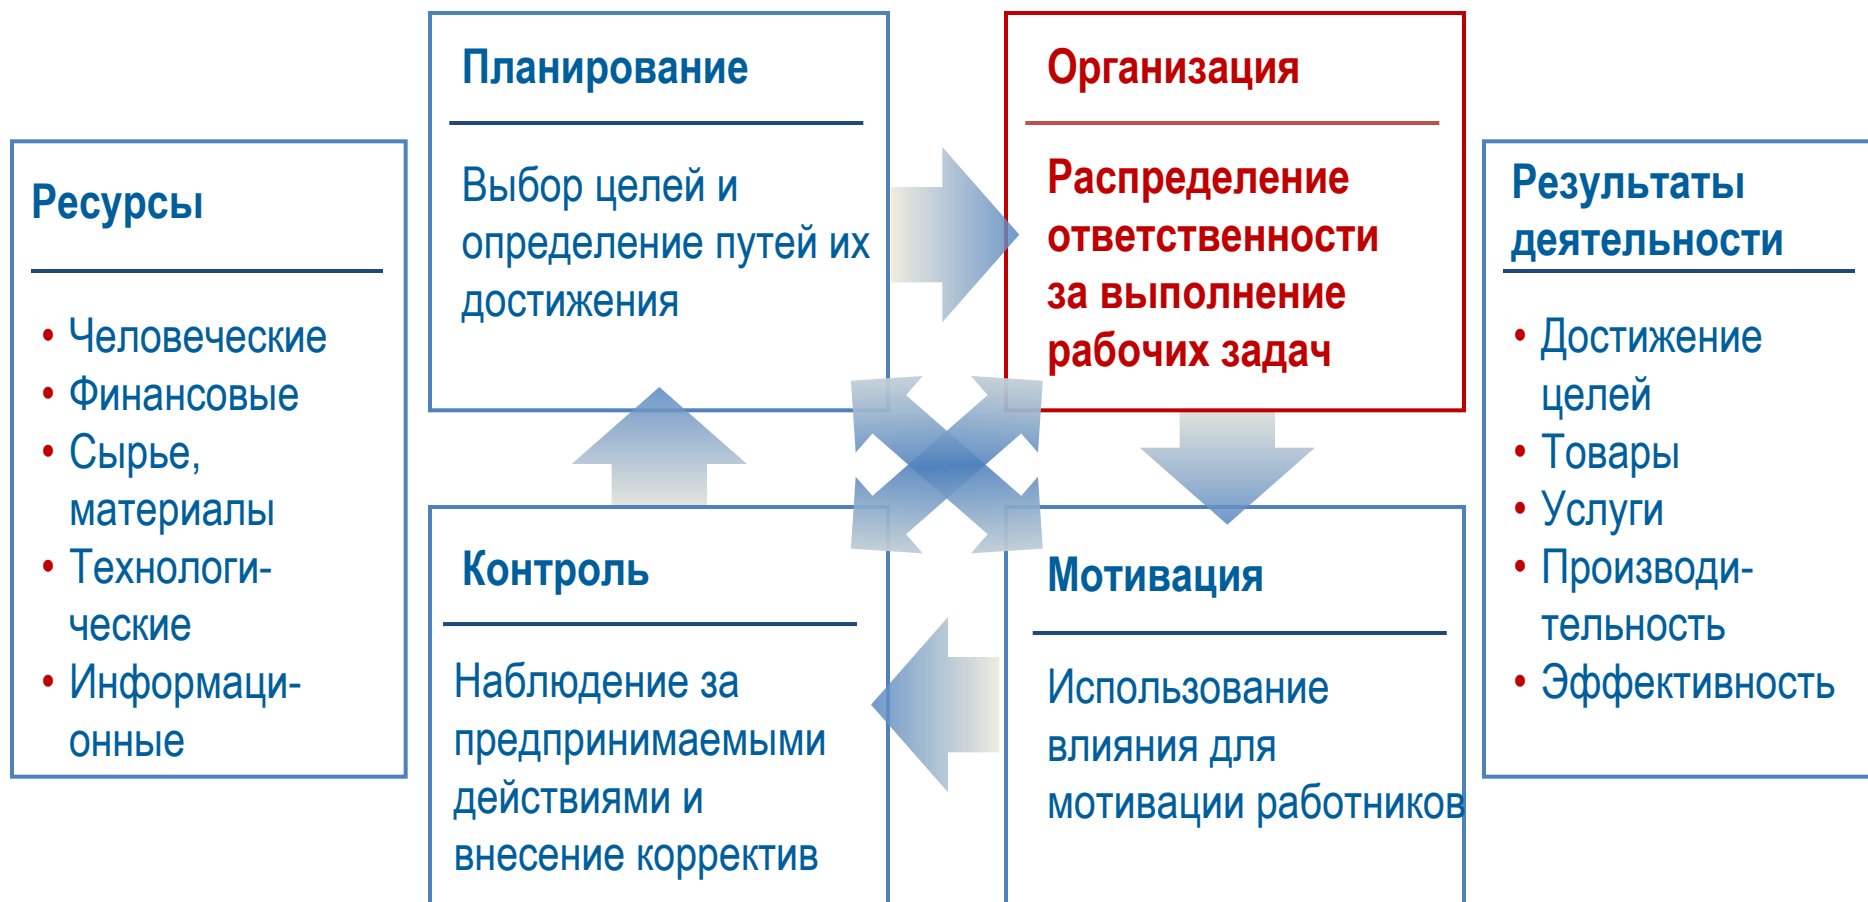 Ресурсы
• Человеческие
• Финансовые
• Сырье,
материалы
• Технологи-
ческие
• Информаци-
онные
Планирование
Выбор целей и
определение путей их
достижения
Организация
Распределение
ответственности
за выполнение
рабочих задач
Контроль
Наблюдение за
предпринимаемыми
действиями и
внесение корректив
Мотивация
Использование
влияния для
мотивации работников
Результаты
деятельности
• Достижение
целей
• Товары
• Услуги
• Производи-
тельность
• Эффективность